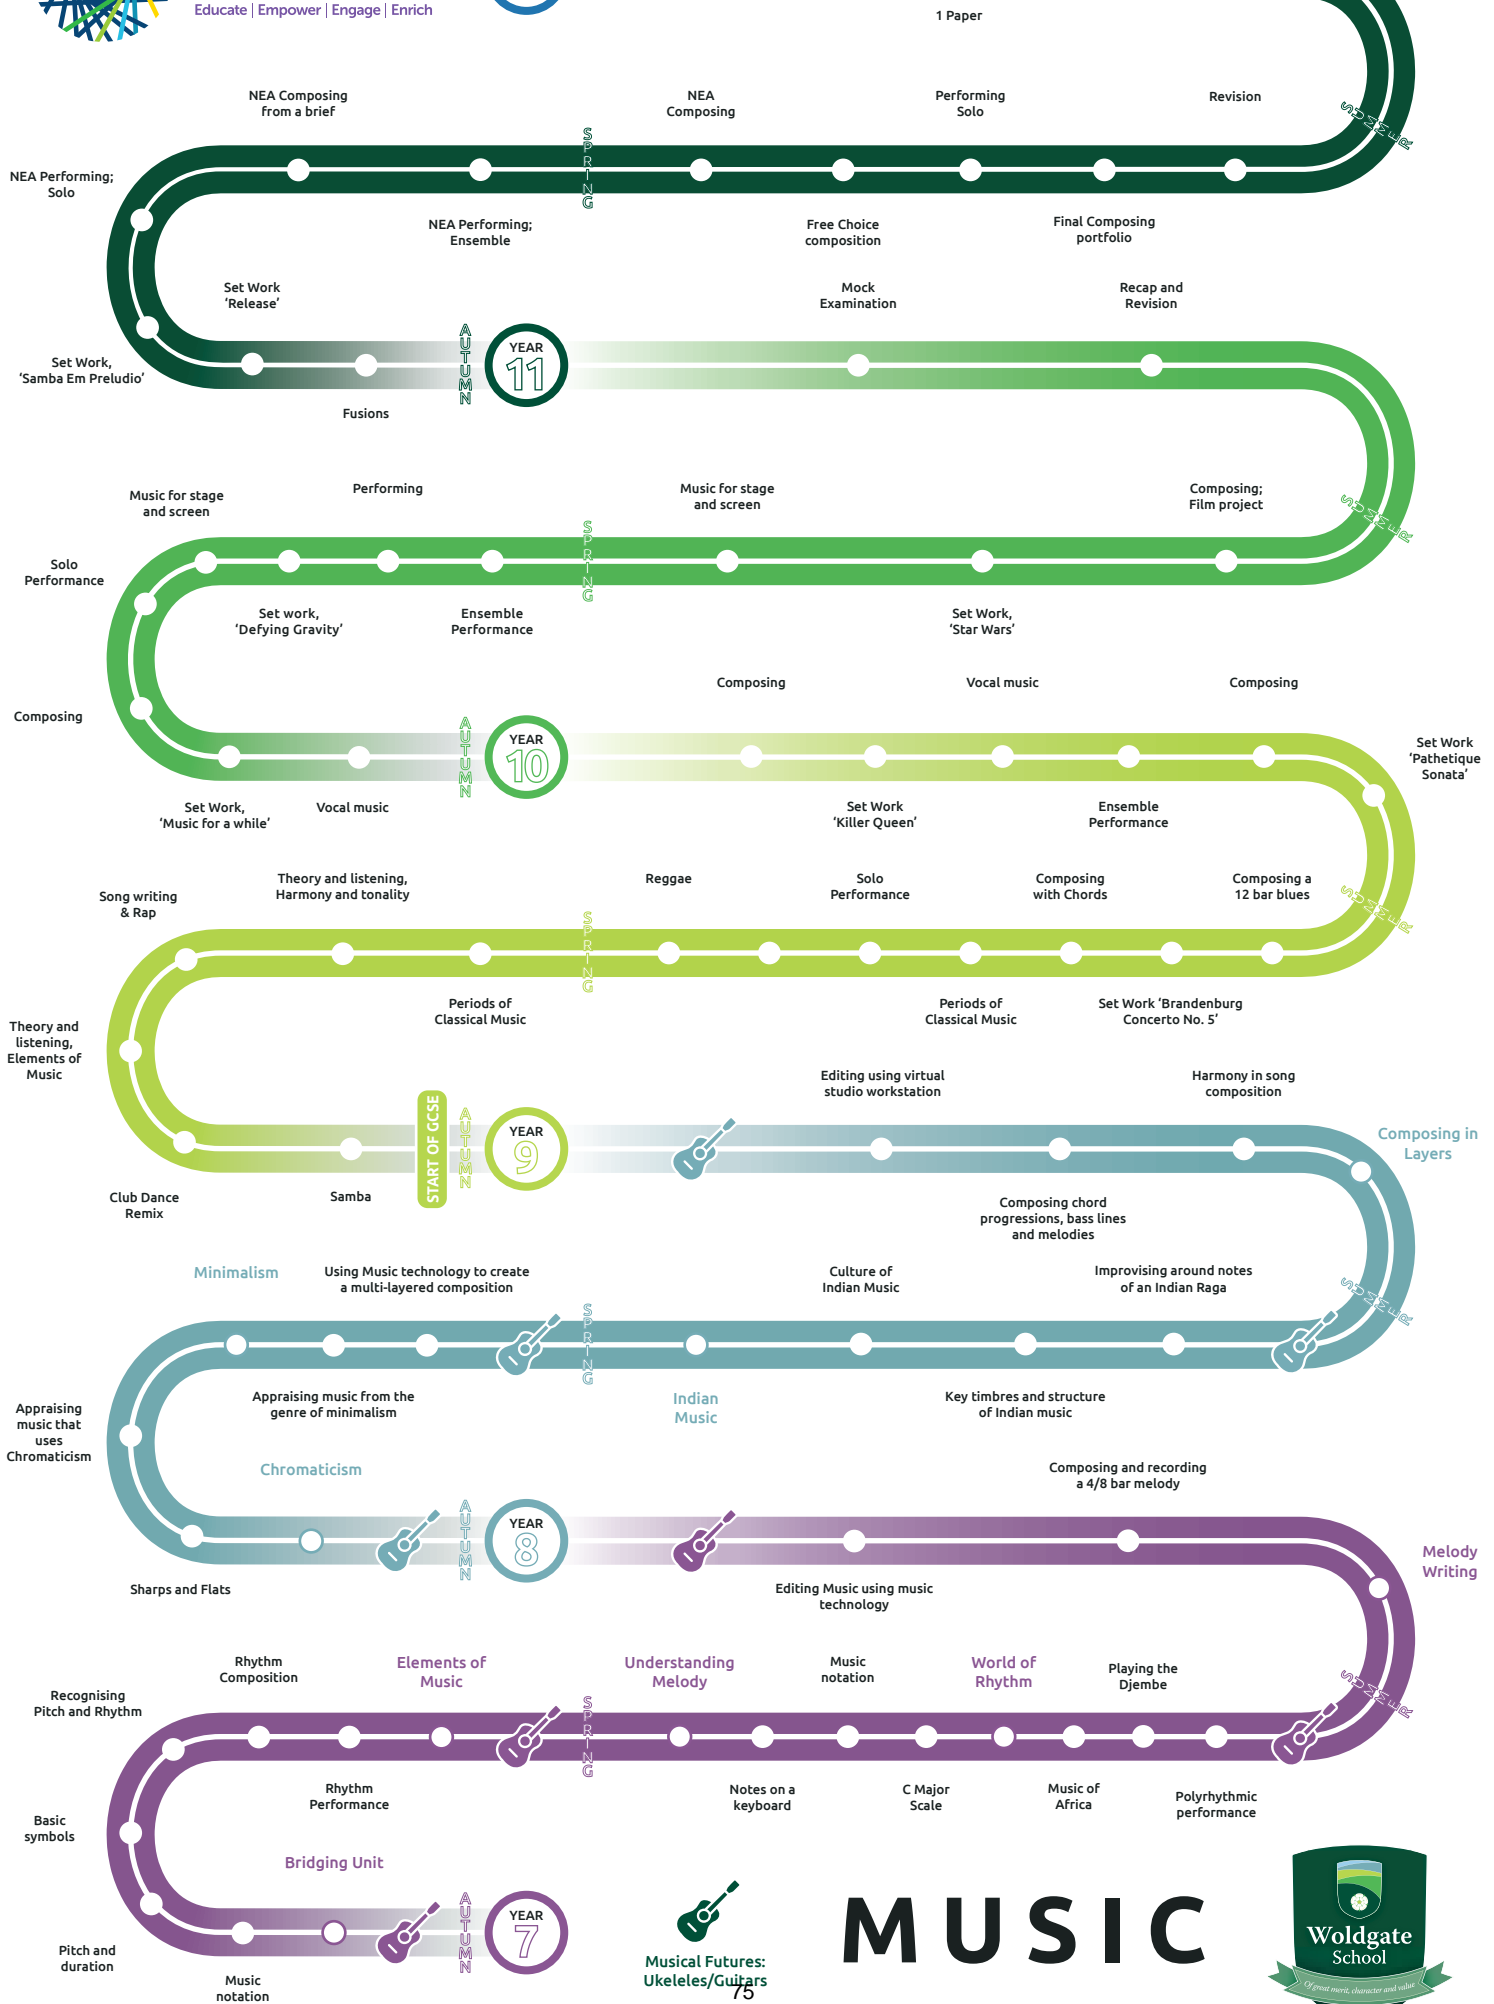 Educate | Empower | Engage | Enrich
1 Paper
NEA Composing
from a brief
NEA
Composing
Performing
Solo
Revision
SUMMER
SPRING
NEA Performing;
Solo
NEA Performing;
Ensemble
Free Choice
composition
Final Composing
portfolio
Set Work
‘Release’
Mock
Examination
Recap and
Revision
AUTUMN
YEAR
11
Set Work,
‘Samba Em Preludio’
Fusions
Music for stage
and screen
Performing
Music for stage
and screen
Composing;
Film project
SUMMER
SPRING
Solo
Performance
Set work,
‘Defying Gravity’
Ensemble
Performance
Set Work,
‘Star Wars’
Composing
Vocal music
Composing
Composing
AUTUMN
YEAR
10
Set Work
‘Pathetique
Sonata’
Set Work,
‘Music for a while’
Vocal music
Set Work
‘Killer Queen’
Ensemble
Performance
Song writing
& Rap
Theory and listening,
Harmony and tonality
Reggae
Solo
Performance
Composing
with Chords
Composing a
12 bar blues
SUMMER
SPRING
Periods of
Classical Music
Periods of
Classical Music
Set Work ‘Brandenburg
Concerto No. 5’
Theory and
listening,
Elements of
Music
Editing using virtual
studio workstation
Harmony in song
composition
START OF GCSE
AUTUMN
YEAR
9
Composing in
Layers
Club Dance
Remix
Samba
Composing chord
progressions, bass lines
and melodies
Minimalism
Using Music technology to create
a multi-layered composition
Culture of
Indian Music
Improvising around notes
of an Indian Raga
SUMMER
SPRING
Appraising
music that
uses
Chromaticism
Appraising music from the
genre of minimalism
Indian
Music
Key timbres and structure
of Indian music
Chromaticism
Composing and recording
a 4/8 bar melody
AUTUMN
YEAR
8
Melody
Writing
Sharps and Flats
Editing Music using music
technology
Recognising
Pitch and Rhythm
Rhythm
Composition
Elements of
Music
Understanding
Melody
Music
notation
World of
Rhythm
Playing the
Djembe
SUMMER
SPRING
Basic
symbols
Rhythm
Performance
Notes on a
keyboard
C Major
Scale
Music of
Africa
Polyrhythmic
performance
Bridging Unit
AUTUMN
YEAR
7
Pitch and
duration
Music
notation
Musical Futures:
Ukeleles/Guitars
75
MUSIC
Woldgate
School
Of great merit, character and value